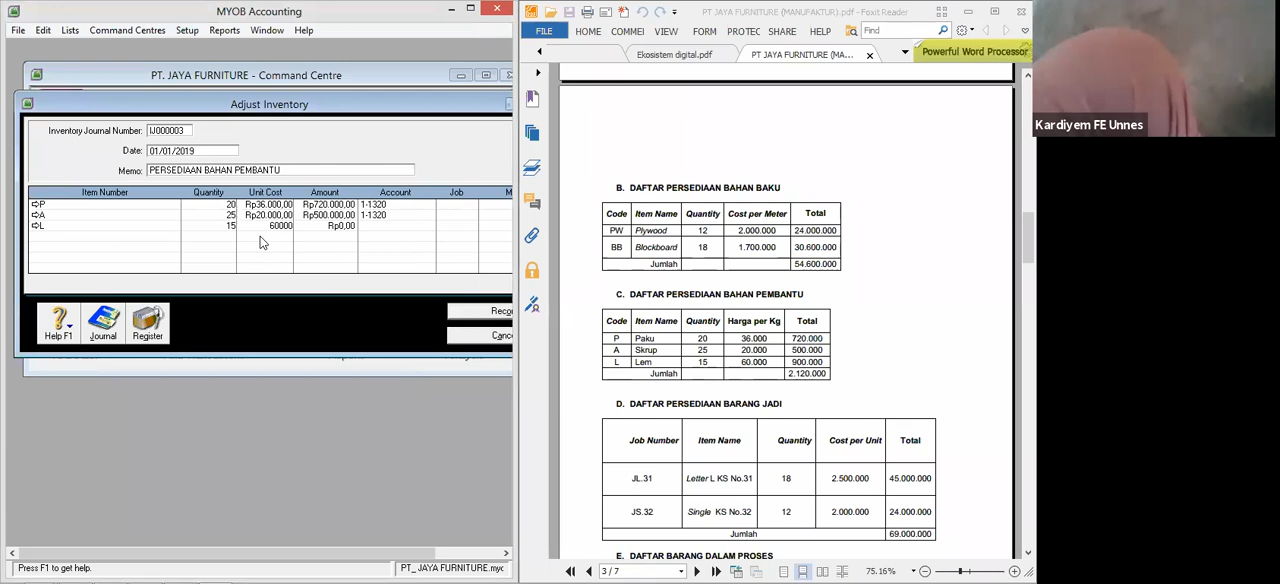 MYOB Accounting
File Edit Lists Command Centres Setup Reports Window Help
PT. JAYA FURNITURE - Command Centre
Adjust Inventory
Inventory Journal Number: IJ000003
Date: 01/01/2019
Memo: PERSEDIAAN BAHAN PEMBANTU
Item Number Quantity Unit Cost Amount Account Job M
P 20 Rp36.000,00 Rp720.000,00 1-1320
A 25 Rp20.000,00 Rp500.000,00 1-1320
L 15 60000 Rp0,00
Help F1 Journal Register
Reco
Canc
Press F1 to get help. PT_ JAYA FURNITURE.myc
PT JAYA FURNITURE (MANUFAKTUR).pdf - Foxit Reader
FILE HOME COMMEI VIEW FORM PROTEC SHARE HELP Find
Ekosistem digital.pdf PT JAYA FURNITURE (MA... Powerful Word Processor
B. DAFTAR PERSEDIAAN BAHAN BAKU
Code Item Name Quantity Cost per Meter Total
PW Plywood 12 2.000.000 24.000.000
BB Blockboard 18 1.700.000 30.600.000
Jumlah 54.600.000
C. DAFTAR PERSEDIAAN BAHAN PEMBANTU
Code Item Name Quantity Harga per Kg Total
P Paku 20 36.000 720.000
A Skrup 25 20.000 500.000
L Lem 15 60.000 900.000
Jumlah 2.120.000
D. DAFTAR PERSEDIAAN BARANG JADI
Job Number Item Name Quantity Cost per Unit Total
JL.31 Letter L KS No.31 18 2.500.000 45.000.000
JS.32 Single KS No.32 12 2.000.000 24.000.000
Jumlah 69.000.000
E. DAFTAR BARANG DALAM PROSES
3 / 7 75.16%
Kardiyem FE Unnes